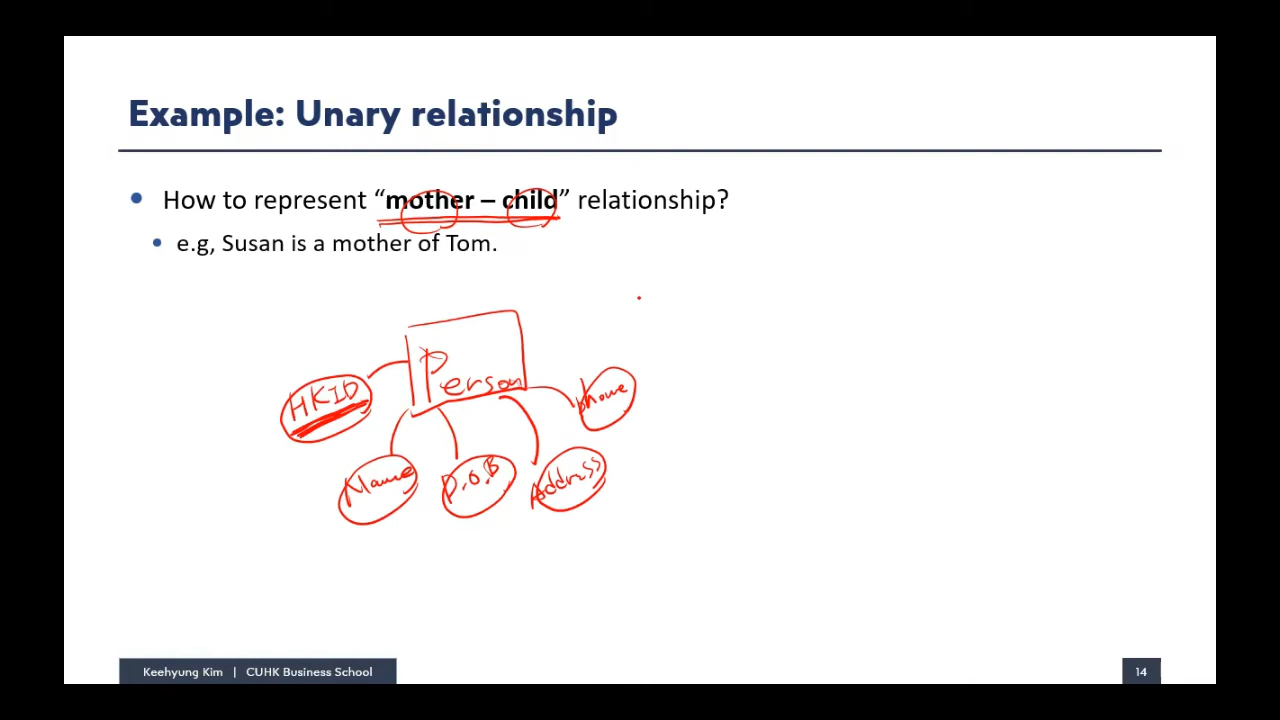 Example: Unary relationship
• How to represent “mother – child” relationship?
• e.g, Susan is a mother of Tom.
Person
HKID
phone
Name
D.O.B
Address
Keehyung Kim | CUHK Business School
14